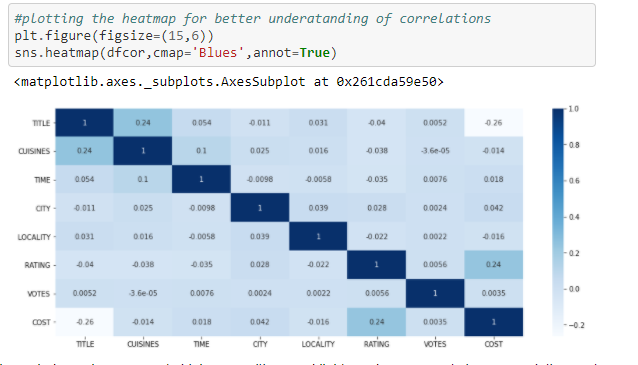 #plotting the heatmap for better underatanding of correlations
plt.figure(figsize=(15,6))
sns.heatmap(dfcor,cmap='Blues',annot=True)
<matplotlib.axes._subplots.AxesSubplot at 0x261cda59e50>
TITLE 1 0.24 0.054 -0.011 0.031 -0.04 0.0052 -0.26
CUISINES 0.24 1 0.1 0.025 0.016 -0.038 -3.6e-05 -0.014
TIME 0.054 0.1 1 -0.0098 -0.0058 -0.035 0.0076 0.018
CITY -0.011 0.025 -0.0098 1 0.039 0.028 0.0024 0.042
LOCALITY 0.031 0.016 -0.0058 0.039 1 -0.022 0.0022 -0.016
RATING -0.04 -0.038 -0.035 0.028 -0.022 1 0.0056 0.24
VOTES 0.0052 -3.6e-05 0.0076 0.0024 0.0022 0.0056 1 0.0035
COST -0.26 -0.014 0.018 0.042 -0.016 0.24 0.0035 1
TITLE CUISINES TIME CITY LOCALITY RATING VOTES COST
1.0
0.8
0.6
0.4
0.2
0.0
-0.2